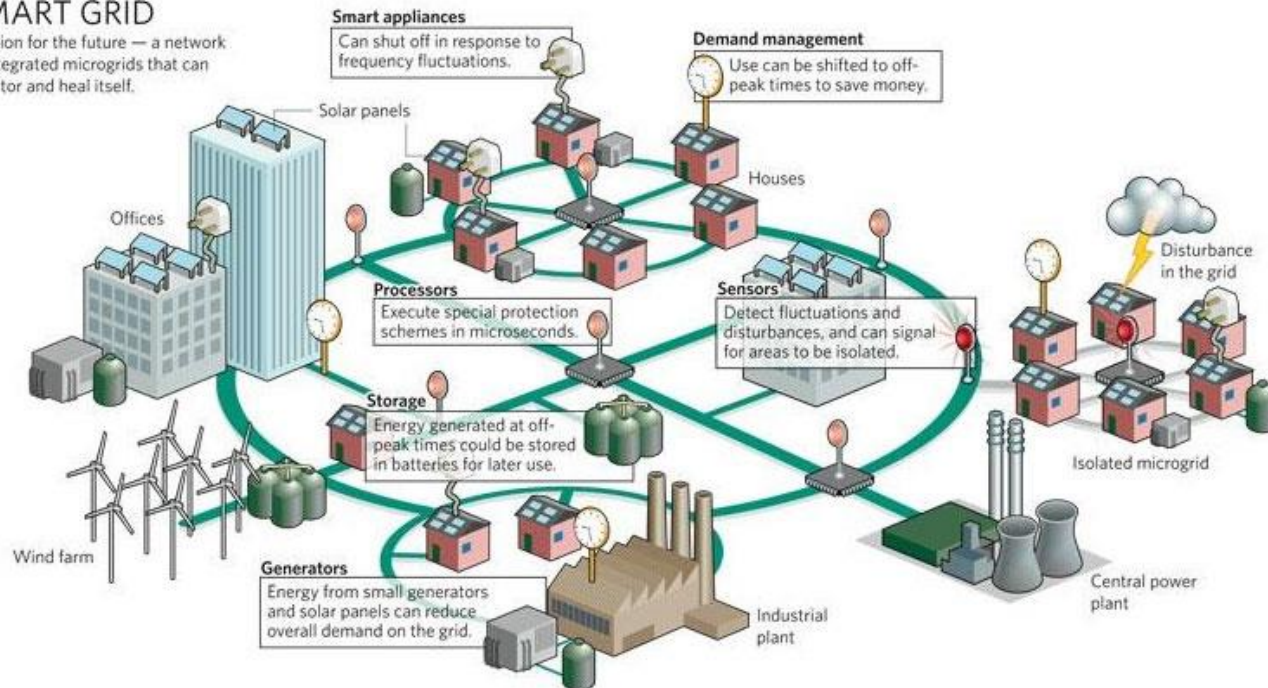 MART GRID
ion for the future — a network
tegrated microgrids that can
tor and heal itself.
Smart appliances
Can shut off in response to
frequency fluctuations.
Demand management
Use can be shifted to off-
peak times to save money.
Solar panels
Houses
Offices
Disturbance
in the grid
Processors
Execute special protection
schemes in microseconds.
Sensors
Detect fluctuations and
disturbances, and can signal
for areas to be isolated.
Storage
Energy generated at off-
peak times could be stored
in batteries for later use.
Isolated microgrid
Wind farm
Generators
Energy from small generators
and solar panels can reduce
overall demand on the grid.
Industrial
plant
Central power
plant